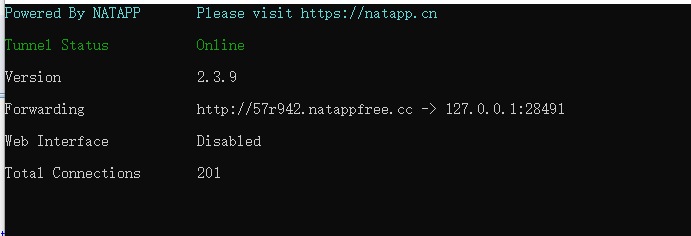 Powered By NATAPP Please visit https://natapp.cn
Tunnel Status Online
Version 2.3.9
Forwarding http://57r942.natappfree.cc -> 127.0.0.1:28491
Web Interface Disabled
Total Connections 201